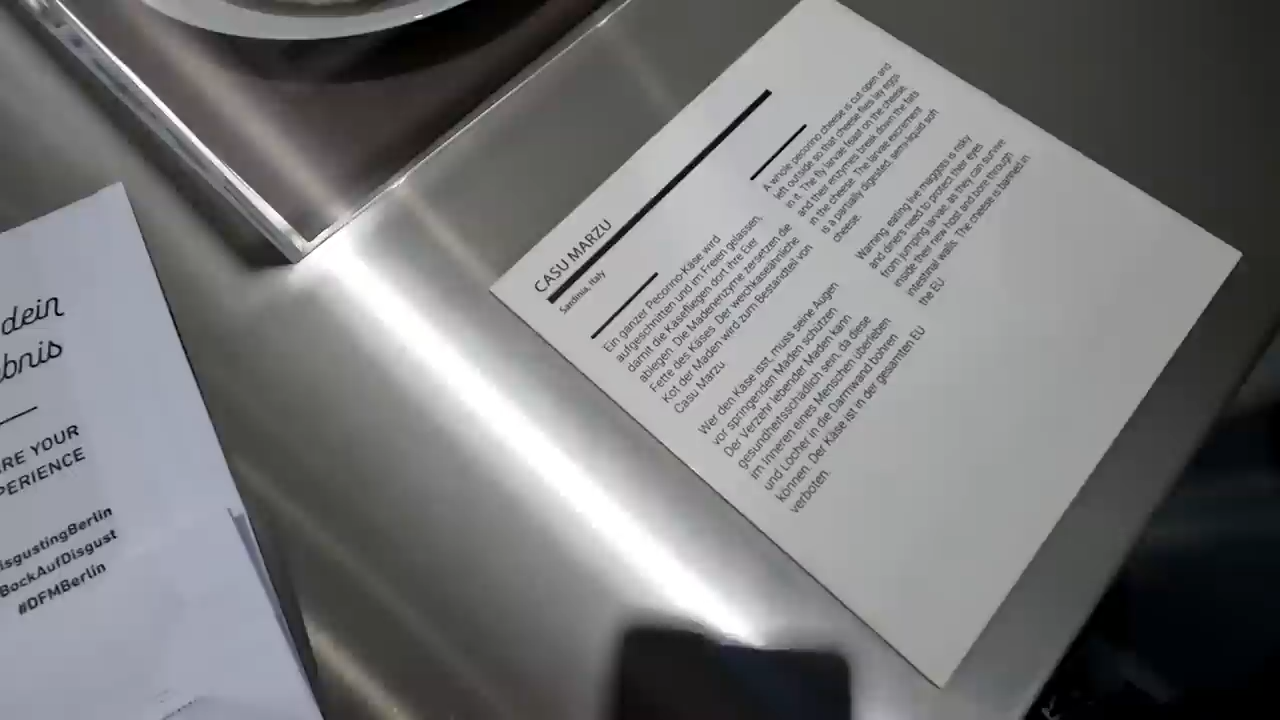 CASU MARZU
Sardinia, Italy
Ein ganzer Pecorino-Käse wird
aufgeschnitten und im Freien gelassen,
damit die Käsefliegen dort ihre Eier
ablegen. Die Madenenzyme zersetzen die
Fette des Käses. Der weichkäseähnliche
Kot der Maden wird zum Bestandteil von
Casu Marzu.
Wer den Käse isst, muss seine Augen
vor springenden Maden schützen.
Der Verzehr lebender Maden kann
gesundheitsschädlich sein, da diese
im Inneren eines Menschen überleben
und Löcher in die Darmwand bohren
können. Der Käse ist in der gesamten EU
verboten.
A whole pecorino cheese is cut open and
left outside so that cheese flies lay eggs
in it. The fly larvae feast on the cheese,
and their enzymes break down the fats
in the cheese. The larvae excrement
is a partially digested, semi-liquid soft
cheese.
Warning: eating live maggots is risky
and diners need to protect their eyes
from jumping larvae, as they can survive
inside their new host and bore through
intestinal walls. The cheese is banned in
the EU
dein
bnis
RE YOUR
PERIENCE
isgustingBerlin
BockAufDisgust
#DFMBerlin